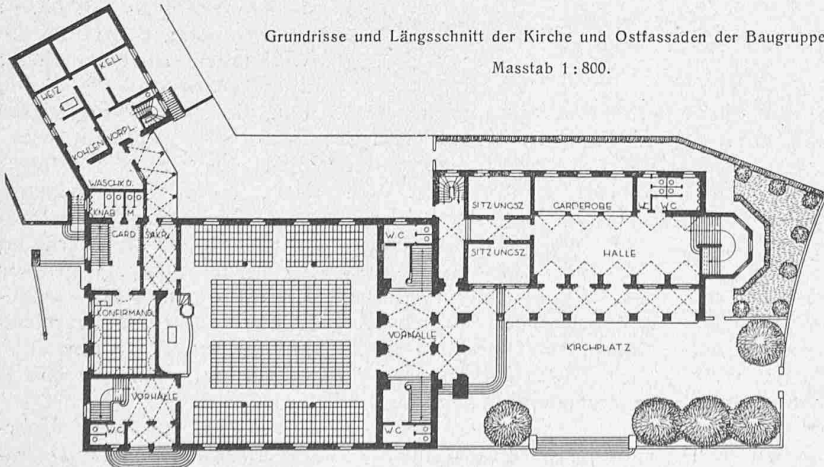 Grundrisse und Längsschnitt der Kirche und Ostfassaden der Baugruppe
Masstab 1 : 800.
HEIZ.
KELL.
KOHLEN
VORPL.
WASCHK.
KNAB.
M.
GARD.
SAKR.
KONFIRMAND.
VORHALLE
W.C.
W.C.
VORHALLE
W.C.
SITZUNGSZ.
SITZUNGSZ.
GARDEROBE
W.C.
HALLE
KIRCHPLATZ